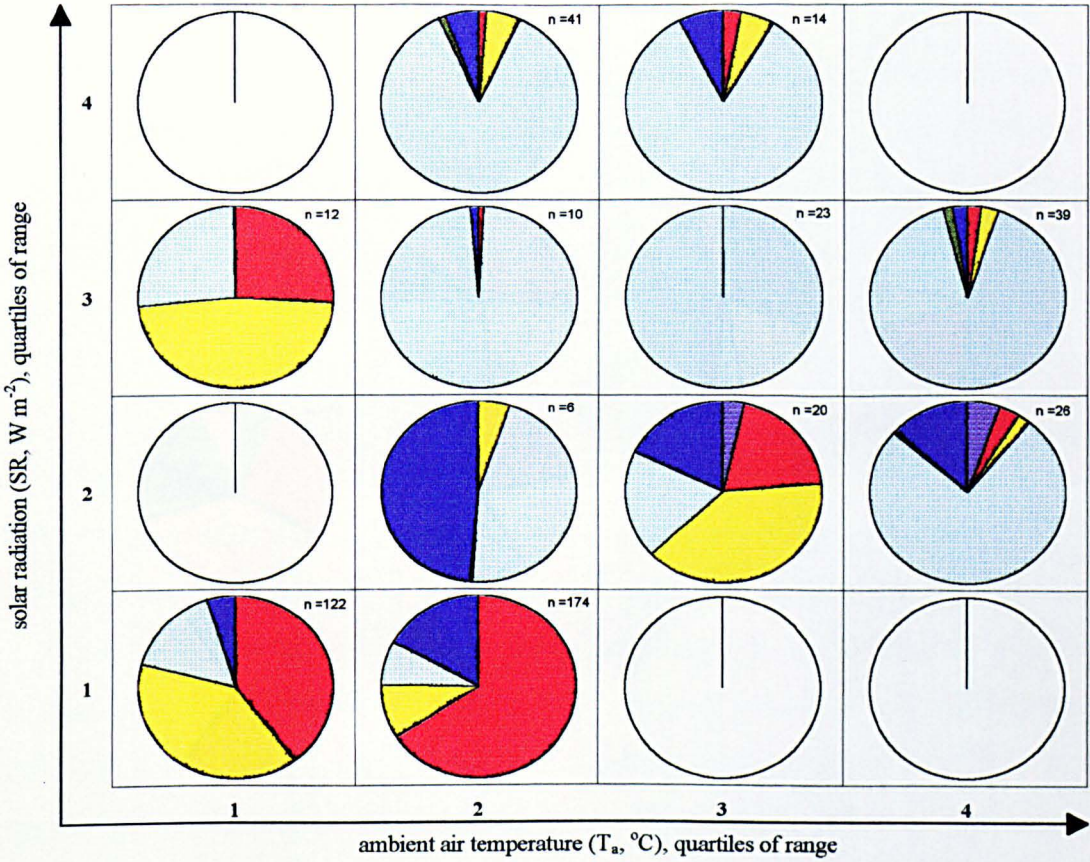 n =41
n =14
4
n =12
n =10
n =23
n =39
3
n =6
n =20
n =26
2
n =122
n =174
1
1 2 3 4
solar radiation (SR, W m⁻²), quartiles of range
ambient air temperature (Tₐ, °C), quartiles of range